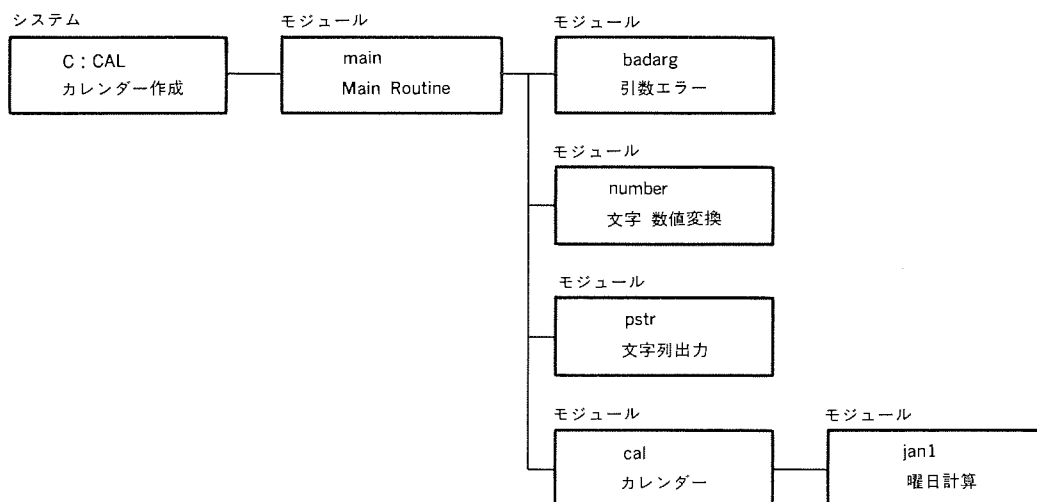 システム
C：CAL
カレンダー作成
モジュール
main
Main Routine
モジュール
badarg
引数エラー
モジュール
number
文字 数値変換
モジュール
pstr
文字列出力
モジュール
cal
カレンダー
モジュール
jan1
曜日計算